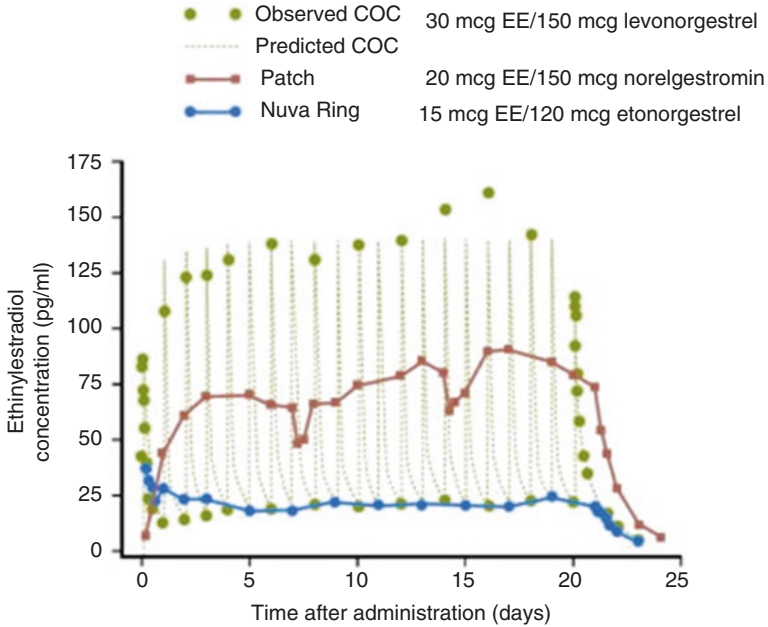 Observed COC 30 mcg EE/150 mcg levonorgestrel
Predicted COC
Patch 20 mcg EE/150 mcg norelgestromin
Nuva Ring 15 mcg EE/120 mcg etonorgestrel
175
150
125
100
75
50
25
0
Ethinylestradiol
concentration (pg/ml)
0 5 10 15 20 25
Time after administration (days)